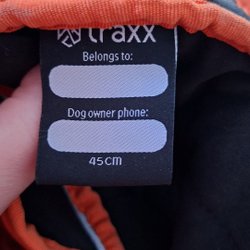 traxx
Belongs to:
Dog owner phone:
45cm